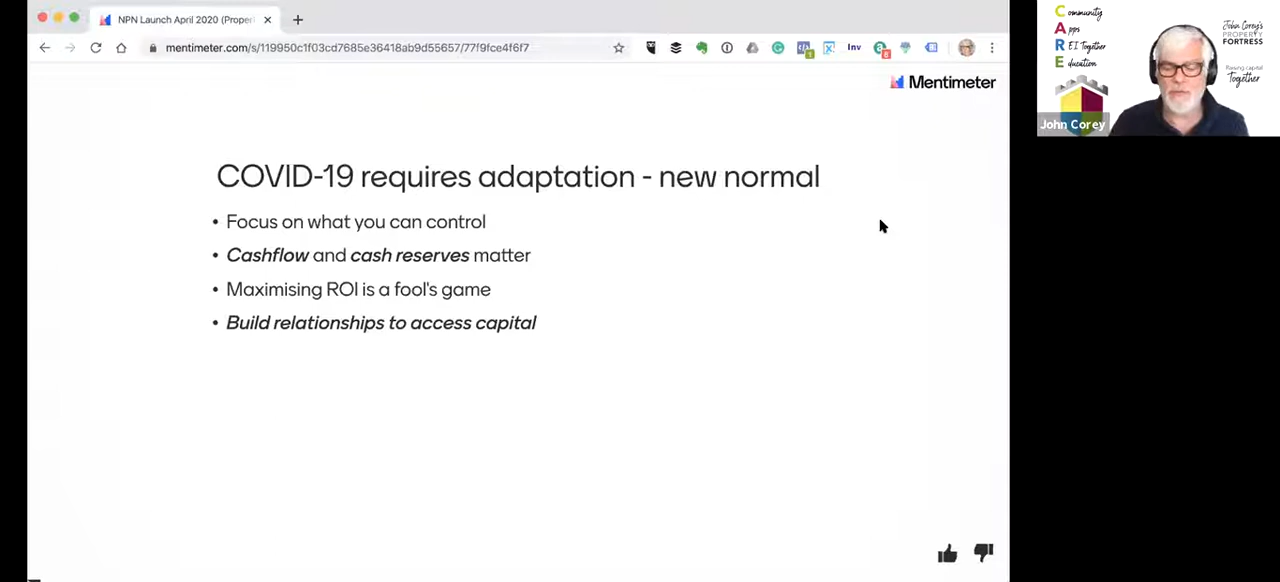 NPN Launch April 2020 (Proper
mentimeter.com/s/119950c1f03cd7685e36418ab9d55657/77f9fce4f6f7
Inv
Mentimeter
COVID-19 requires adaptation - new normal
• Focus on what you can control
• Cashflow and cash reserves matter
• Maximising ROI is a fool's game
• Build relationships to access capital
Community
Apps
R.E.I. Together
Education
John Corey's
PROPERTY
FORTRESS
Raising capital
Together
John Corey